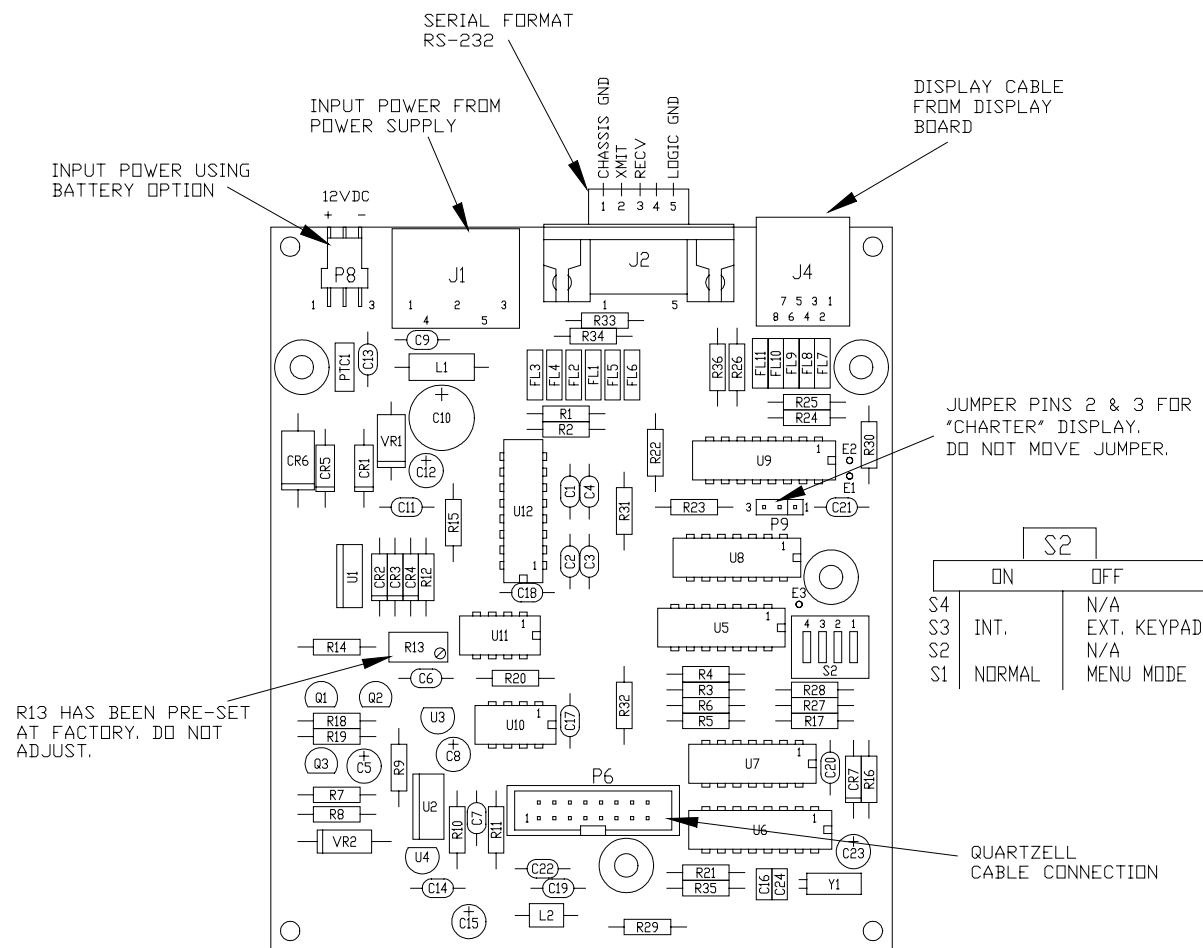 SERIAL FORMAT
RS-232
INPUT POWER FROM
POWER SUPPLY
DISPLAY CABLE
FROM DISPLAY
BOARD
INPUT POWER USING
BATTERY OPTION
CHASSIS GND
XMIT
RECV
LOGIC GND
1 2 3 4 5
12VDC
+ -
P8
J1
J2
J4
1 3
1 2 3
4 5
1 5
7 5 3 1
8 6 4 2
R33
R34
C9
PTC1
C13
L1
FL3
FL4
FL2
FL1
FL5
FL6
R36
R26
FL11
FL10
FL9
FL8
FL7
C10
R1
R2
R25
R24
JUMPER PINS 2 & 3 FOR
"CHARTER" DISPLAY.
DO NOT MOVE JUMPER.
CR6
CR5
CR1
VR1
C12
R22
U9
1
E2
E1
R30
C11
R15
U12
1
C1
C4
R31
R23
3 1
P9
C21
U1
CR2
CR3
CR4
R12
C2
C3
C18
U8
1
E3
S2
ON OFF
S4 N/A
S3 INT. EXT. KEYPAD
S2 N/A
S1 NORMAL MENU MODE
R14
R13
U11
1
U5
1
4 3 2 1
S2
C6
R20
R32
R4
R3
R6
R5
R28
R27
R17
R13 HAS BEEN PRE-SET
AT FACTORY. DO NOT
ADJUST.
Q1
Q2
R18
R19
U3
U10
1
C17
Q3
C5
R9
C8
P6
U7
1
C20
CR7
R16
R7
R8
VR2
U2
R10
C7
R11
1
U6
1
C23
U4
QUARTZELL
CABLE CONNECTION
C14
C22
C19
R21
R35
C16
C24
Y1
C15
L2
R29